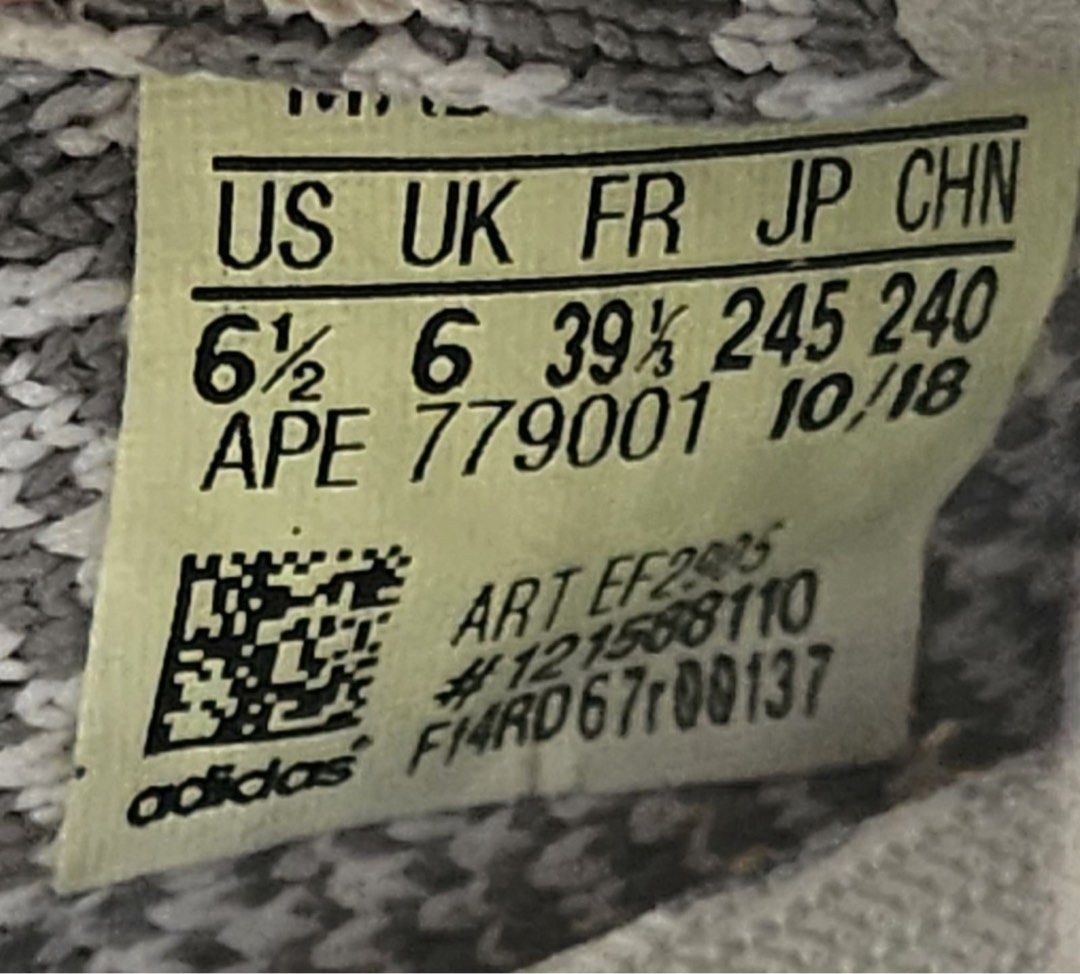 US UK FR JP CHN
6½ 6 39⅓ 245 240
APE 779001 10/18
ART EF2905
#121588110
F14RD67r00137
adidas